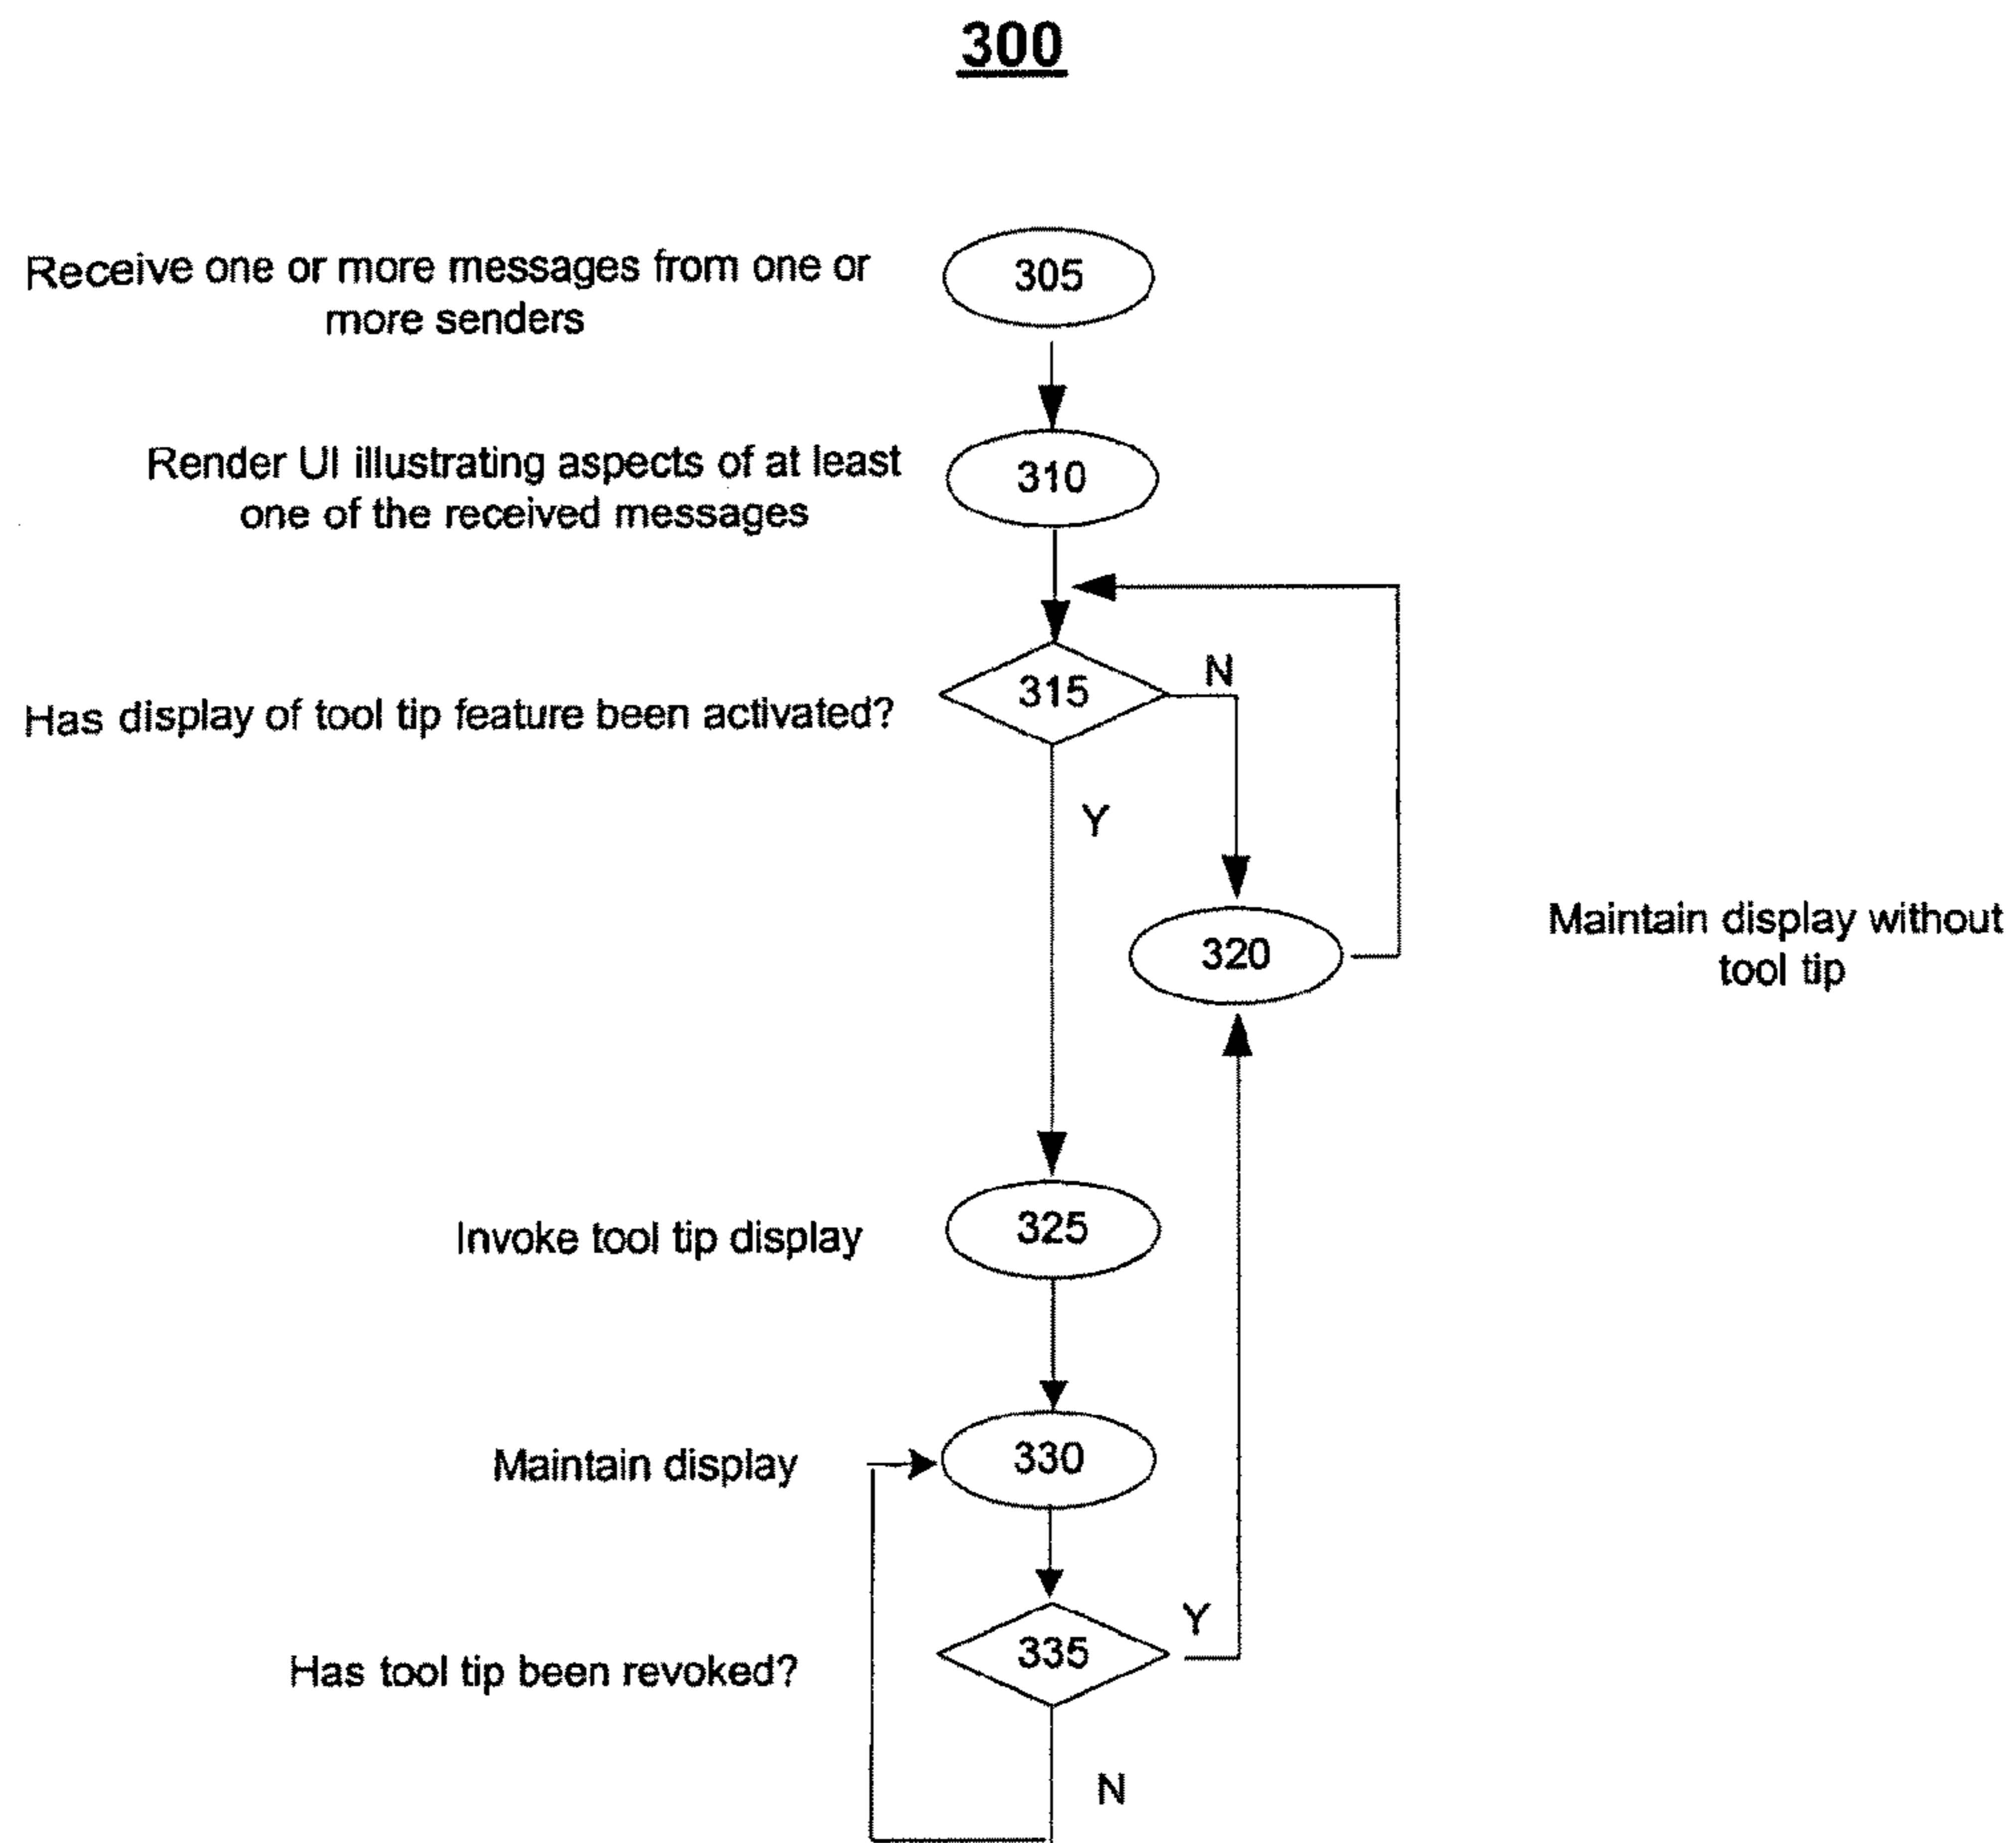 300
Receive one or more messages from one or
more senders
305
Render UI illustrating aspects of at least
one of the received messages
310
Has display of tool tip feature been activated?
315
N
Y
320
Maintain display without
tool tip
Invoke tool tip display
325
Maintain display
330
Has tool tip been revoked?
335
Y
N